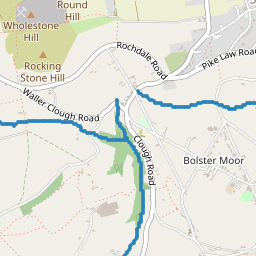 Round
Hill
Wholestone
Hill
Rocking
Stone Hill
Rochdale Road
Pike Law Road
Waller Clough Road
Clough Road
Bolster Moor